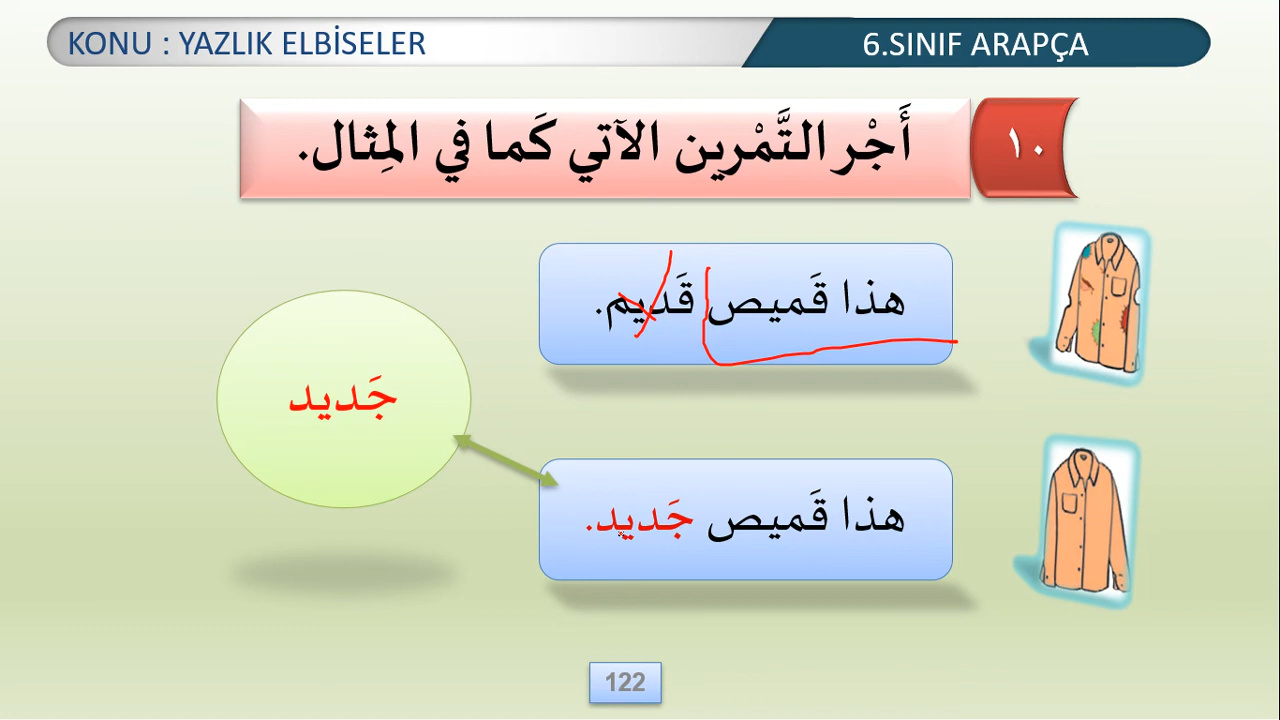 KONU : YAZLIK ELBİSELER
6.SINIF ARAPÇA
١٠
أَجْر التَّمْرين الآتي كَما في المِثال.
هذا قَميص قَديم.
جَديد
هذا قَميص جَديد.
122